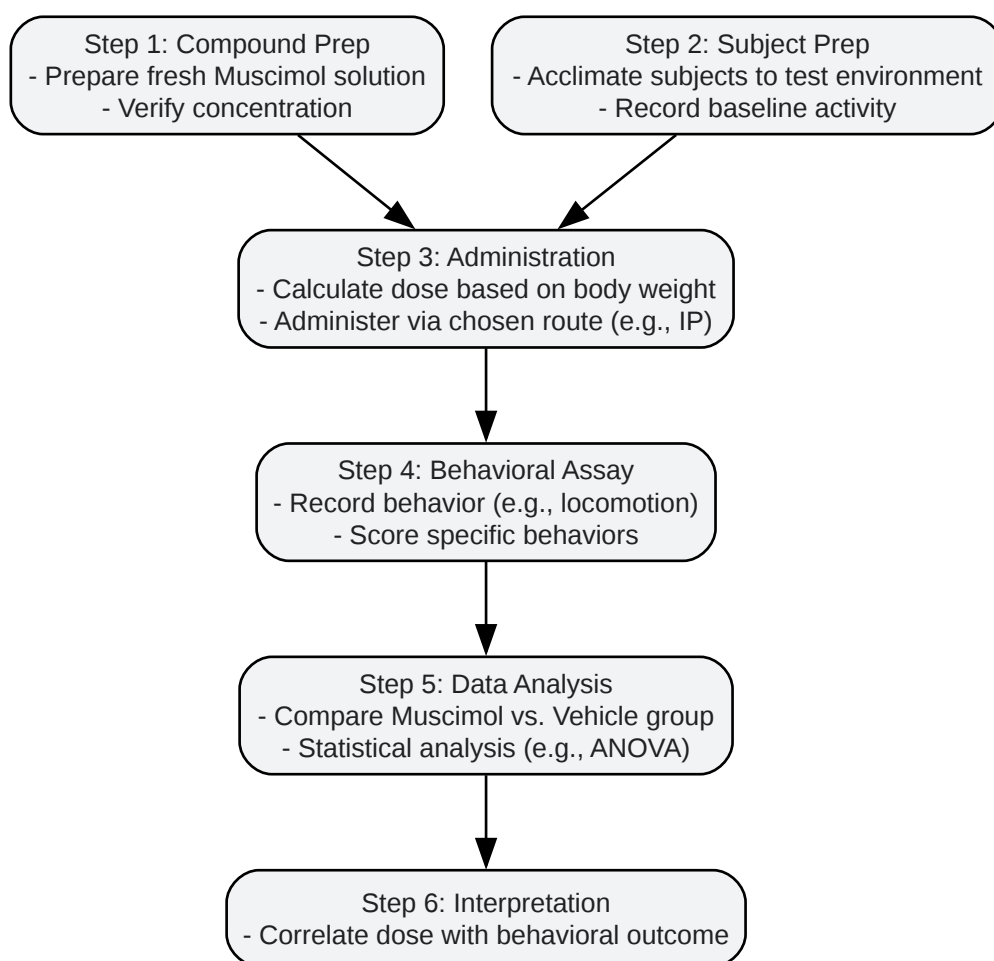 Step 1: Compound Prep
- Prepare fresh Muscimol solution
- Verify concentration
Step 2: Subject Prep
- Acclimate subjects to test environment
- Record baseline activity
Step 3: Administration
- Calculate dose based on body weight
- Administer via chosen route (e.g., IP)
Step 4: Behavioral Assay
- Record behavior (e.g., locomotion)
- Score specific behaviors
Step 5: Data Analysis
- Compare Muscimol vs. Vehicle group
- Statistical analysis (e.g., ANOVA)
Step 6: Interpretation
- Correlate dose with behavioral outcome